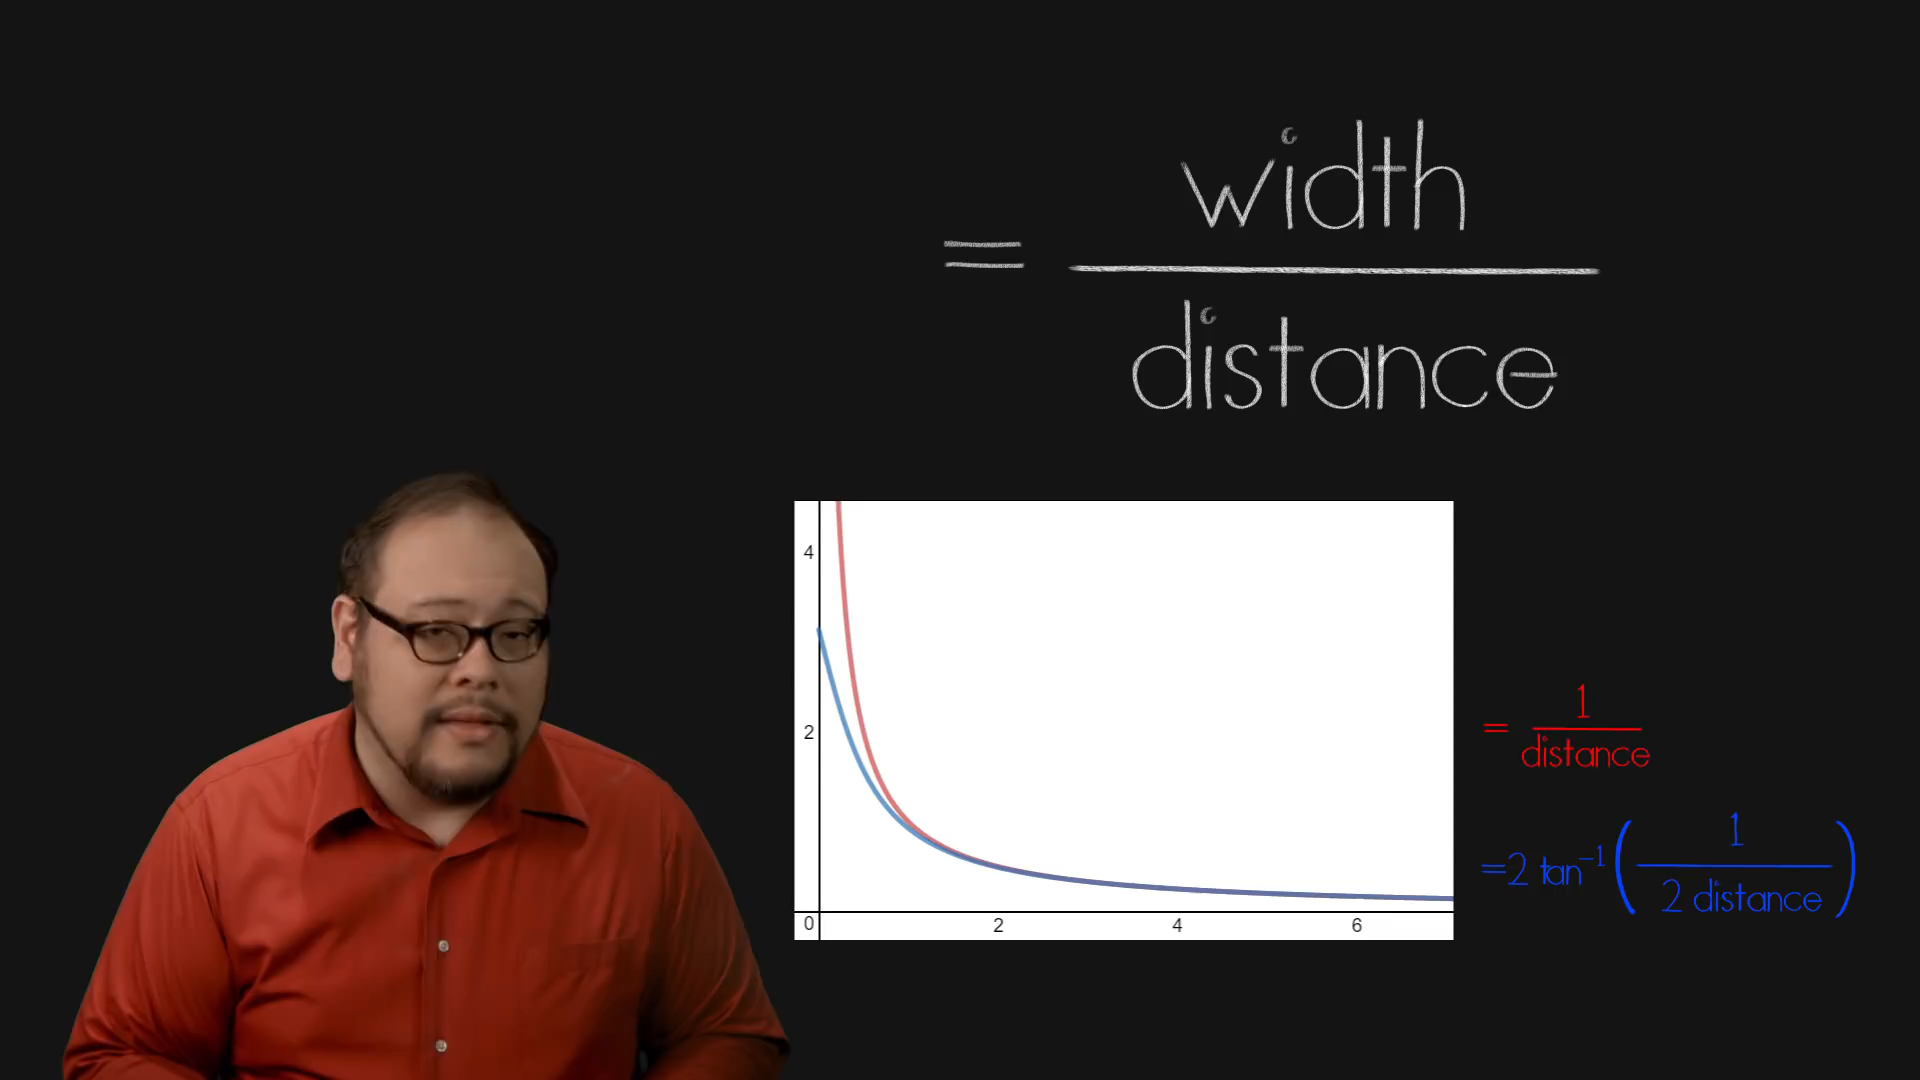 = width
distance
4
2
0 2 4 6
= 1
distance
=2 tan⁻¹ ( 1
2 distance )